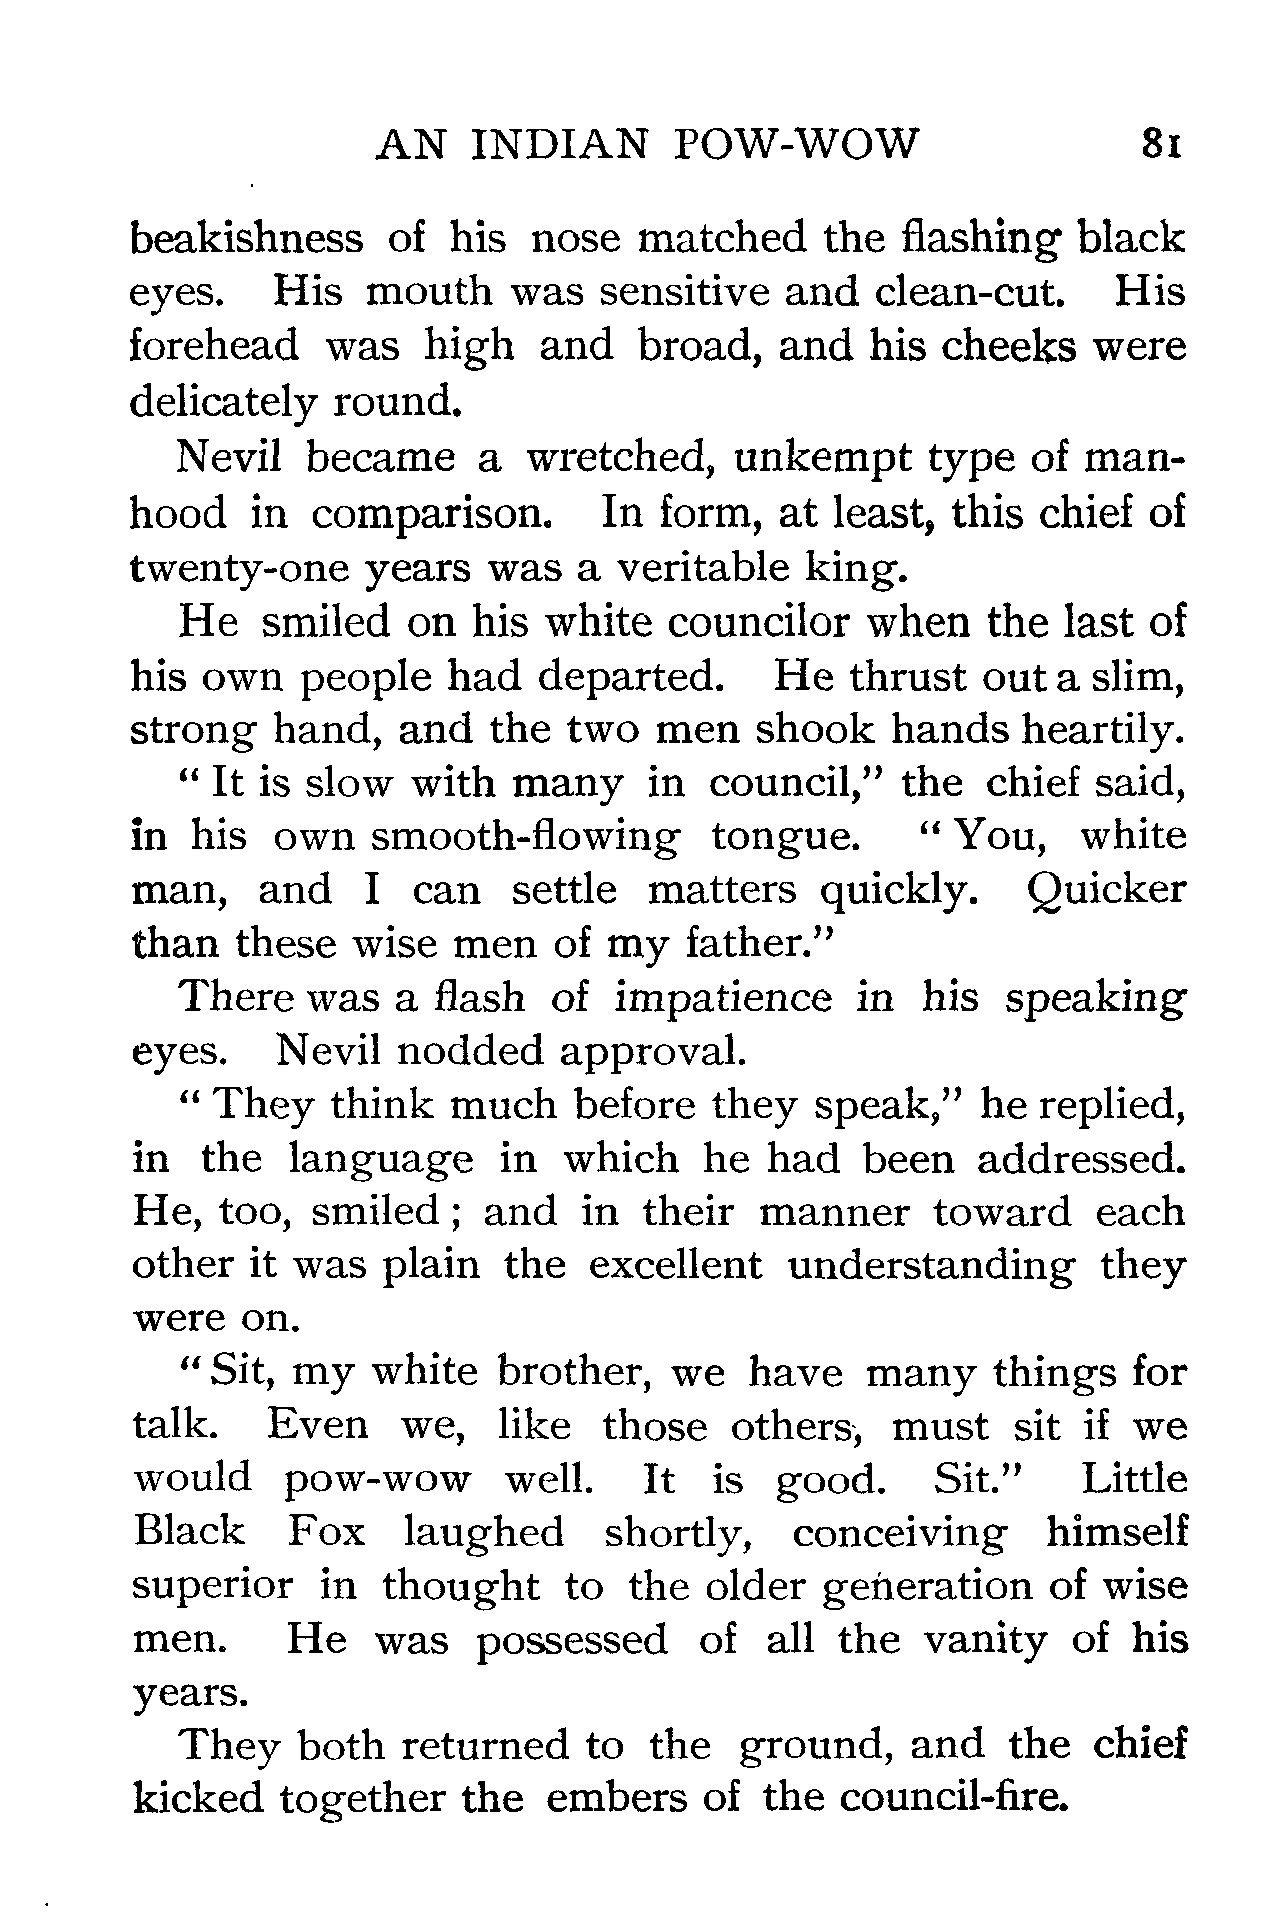 AN INDIAN POW-WOW 81
beakishness of his nose matched the flashing black
eyes. His mouth was sensitive and clean-cut. His
forehead was high and broad, and his cheeks were
delicately round.
Nevil became a wretched, unkempt type of man-
hood in comparison. In form, at least, this chief of
twenty-one years was a veritable king.
He smiled on his white councilor when the last of
his own people had departed. He thrust out a slim,
strong hand, and the two men shook hands heartily.
“ It is slow with many in council,” the chief said,
in his own smooth-flowing tongue. “ You, white
man, and I can settle matters quickly. Quicker
than these wise men of my father.”
There was a flash of impatience in his speaking
eyes. Nevil nodded approval.
“ They think much before they speak,” he replied,
in the language in which he had been addressed.
He, too, smiled ; and in their manner toward each
other it was plain the excellent understanding they
were on.
“ Sit, my white brother, we have many things for
talk. Even we, like those others, must sit if we
would pow-wow well. It is good. Sit.” Little
Black Fox laughed shortly, conceiving himself
superior in thought to the older generation of wise
men. He was possessed of all the vanity of his
years.
They both returned to the ground, and the chief
kicked together the embers of the council-fire.